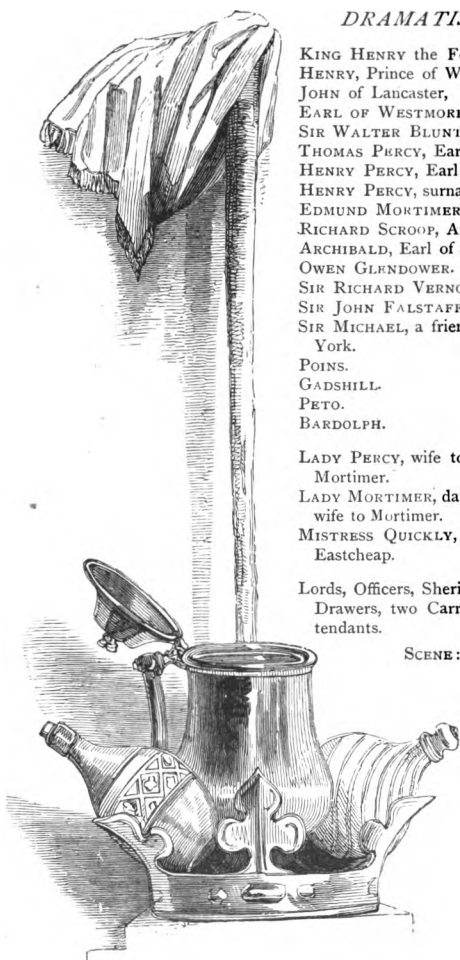 DRAMATIS
KING HENRY the F
HENRY, Prince of W
JOHN of Lancaster,
EARL OF WESTMORE
SIR WALTER BLUNT
THOMAS PERCY, Ear
HENRY PERCY, Earl
HENRY PERCY, surna
EDMUND MORTIMER
RICHARD SCROOP, A
ARCHIBALD, Earl of
OWEN GLENDOWER.
SIR RICHARD VERNO
SIR JOHN FALSTAFF
SIR MICHAEL, a frien
York.
POINS.
GADSHILL.
PETO.
BARDOLPH.
LADY PERCY, wife to
Mortimer.
LADY MORTIMER, da
wife to Mortimer.
MISTRESS QUICKLY,
Eastcheap.
Lords, Officers, Sheri
Drawers, two Carr
tendants.
SCENE: